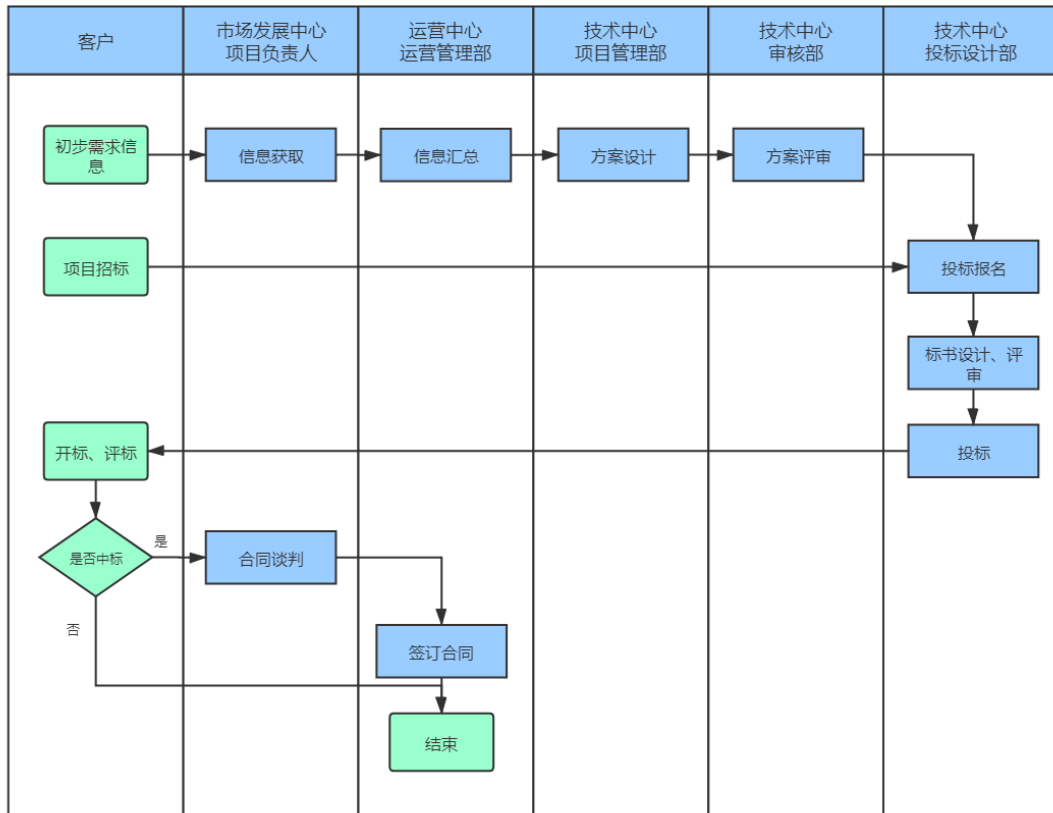 客户
市场发展中心
项目负责人
运营中心
运营管理部
技术中心
项目管理部
技术中心
审核部
技术中心
投标设计部
初步需求信
息
信息获取
信息汇总
方案设计
方案评审
项目招标
投标报名
标书设计、评
审
开标、评标
投标
是否中标
是
合同谈判
否
签订合同
结束